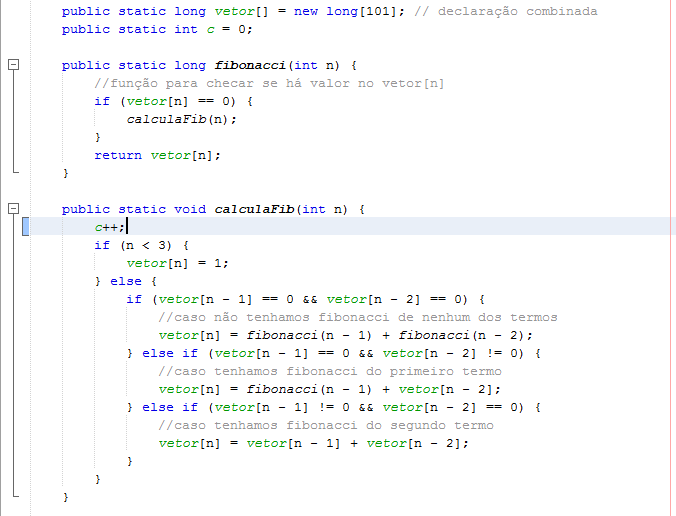 public static long vetor[] = new long[101]; // declaração combinada
public static int c = 0;
public static long fibonacci(int n) {
//função para checar se há valor no vetor[n]
if (vetor[n] == 0) {
calculaFib(n);
}
return vetor[n];
}
public static void calculaFib(int n) {
c++;
if (n < 3) {
vetor[n] = 1;
} else {
if (vetor[n - 1] == 0 && vetor[n - 2] == 0) {
//caso não tenhamos fibonacci de nenhum dos termos
vetor[n] = fibonacci(n - 1) + fibonacci(n - 2);
} else if (vetor[n - 1] == 0 && vetor[n - 2] != 0) {
//caso tenhamos fibonacci do primeiro termo
vetor[n] = fibonacci(n - 1) + vetor[n - 2];
} else if (vetor[n - 1] != 0 && vetor[n - 2] == 0) {
//caso tenhamos fibonacci do segundo termo
vetor[n] = vetor[n - 1] + vetor[n - 2];
}
}
}